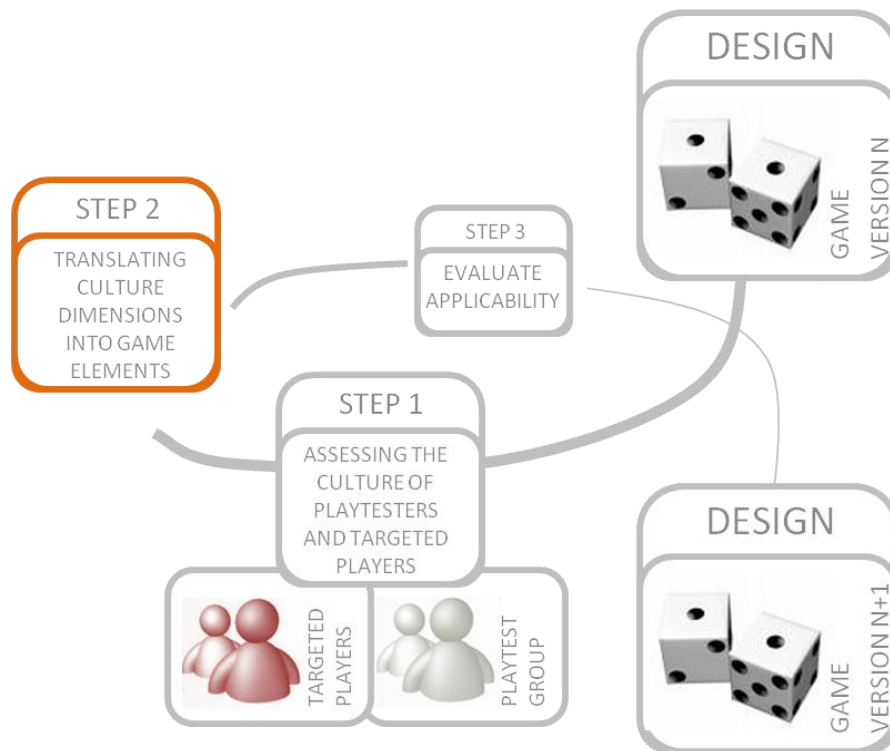 DESIGN
GAME
VERSION N
STEP 2
TRANSLATING
CULTURE
DIMENSIONS
INTO GAME
ELEMENTS
STEP 3
EVALUATE
APPLICABILITY
STEP 1
ASSESSING THE
CULTURE OF
PLAYTESTERS
AND TARGETED
PLAYERS
TARGETED
PLAYERS
PLAYTEST
GROUP
DESIGN
GAME
VERSION N+1